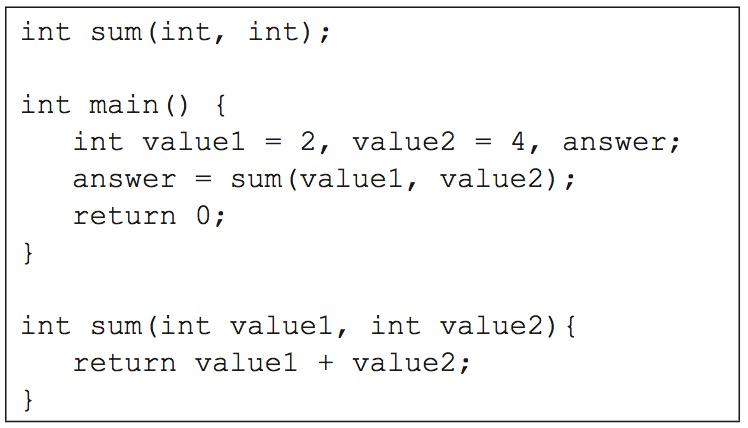 int sum(int, int);
int main() {
int value1 = 2, value2 = 4, answer;
answer = sum(value1, value2);
return 0;
}
int sum(int value1, int value2){
return value1 + value2;
}